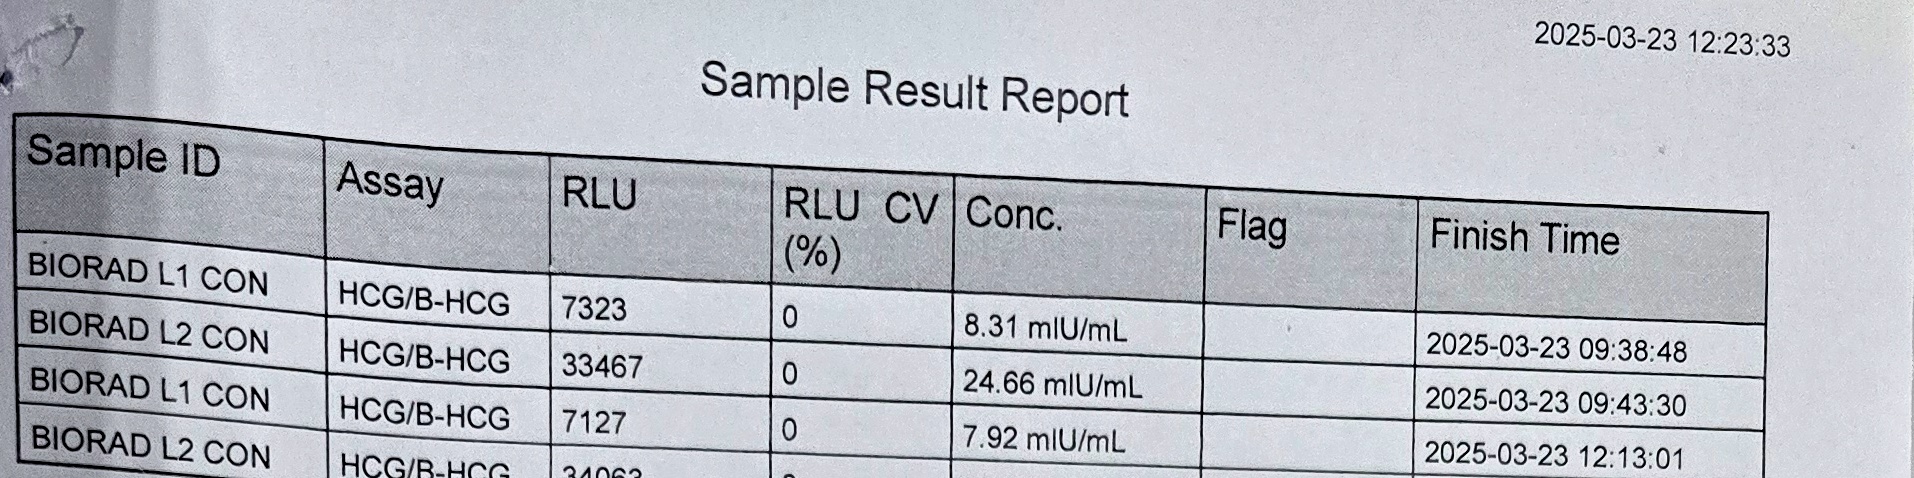 2025-03-23 12:23:33
Sample Result Report
Sample ID Assay RLU RLU CV (%) Conc. Flag Finish Time
BIORAD L1 CON HCG/B-HCG 7323 0 8.31 mIU/mL 2025-03-23 09:38:48
BIORAD L2 CON HCG/B-HCG 33467 0 24.66 mIU/mL 2025-03-23 09:43:30
BIORAD L1 CON HCG/B-HCG 7127 0 7.92 mIU/mL 2025-03-23 12:13:01
BIORAD L2 CON HCG/B-HCG